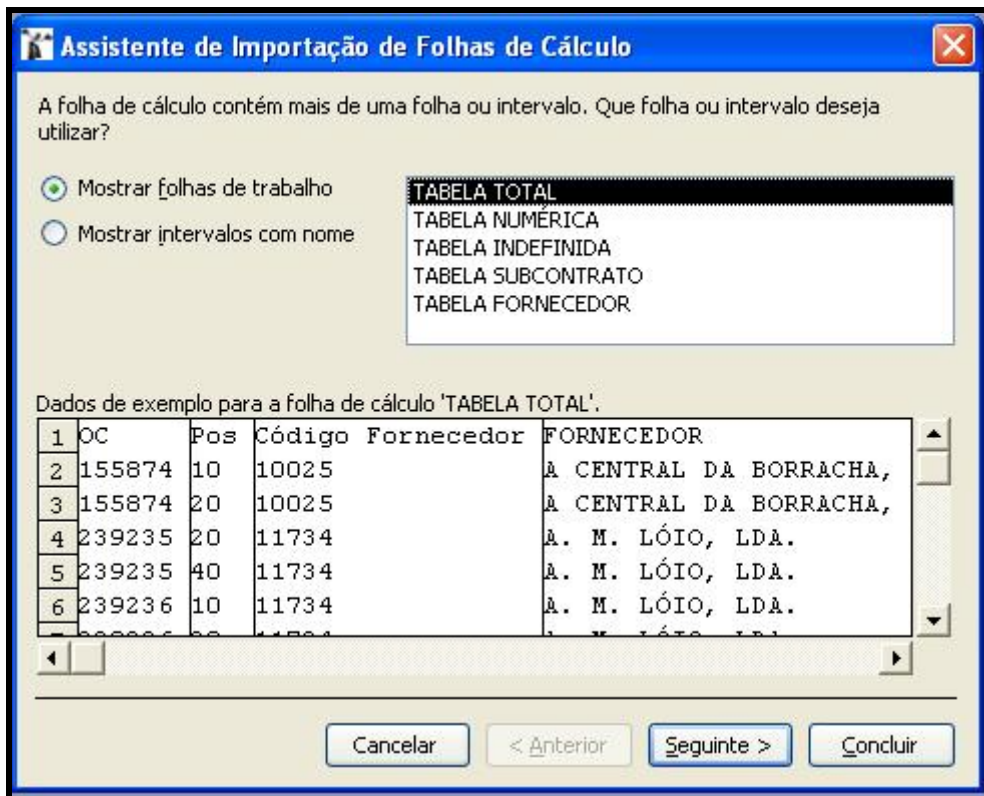 Assistente de Importação de Folhas de Cálculo
A folha de cálculo contém mais de uma folha ou intervalo. Que folha ou intervalo deseja
utilizar?
Mostrar folhas de trabalho
Mostrar intervalos com nome
TABELA TOTAL
TABELA NUMÉRICA
TABELA INDEFINIDA
TABELA SUBCONTRATO
TABELA FORNECEDOR
Dados de exemplo para a folha de cálculo 'TABELA TOTAL'.
1 OC Pos Código Fornecedor FORNECEDOR
2 155874 10 10025 A CENTRAL DA BORRACHA,
3 155874 20 10025 A CENTRAL DA BORRACHA,
4 239235 20 11734 A. M. LÓIO, LDA.
5 239235 40 11734 A. M. LÓIO, LDA.
6 239236 10 11734 A. M. LÓIO, LDA.
Cancelar < Anterior Seguinte > Concluir